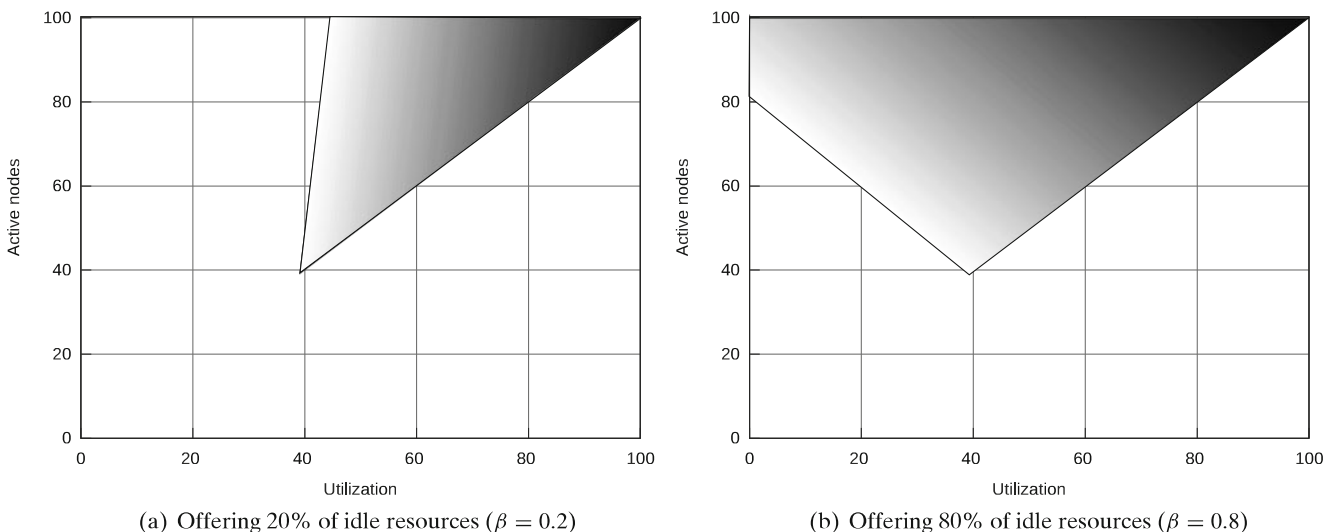 100
80
60
40
20
0
Active nodes
0 20 40 60 80 100
Utilization
(a) Offering 20% of idle resources (β = 0.2)
100
80
60
40
20
0
Active nodes
0 20 40 60 80 100
Utilization
(b) Offering 80% of idle resources (β = 0.8)